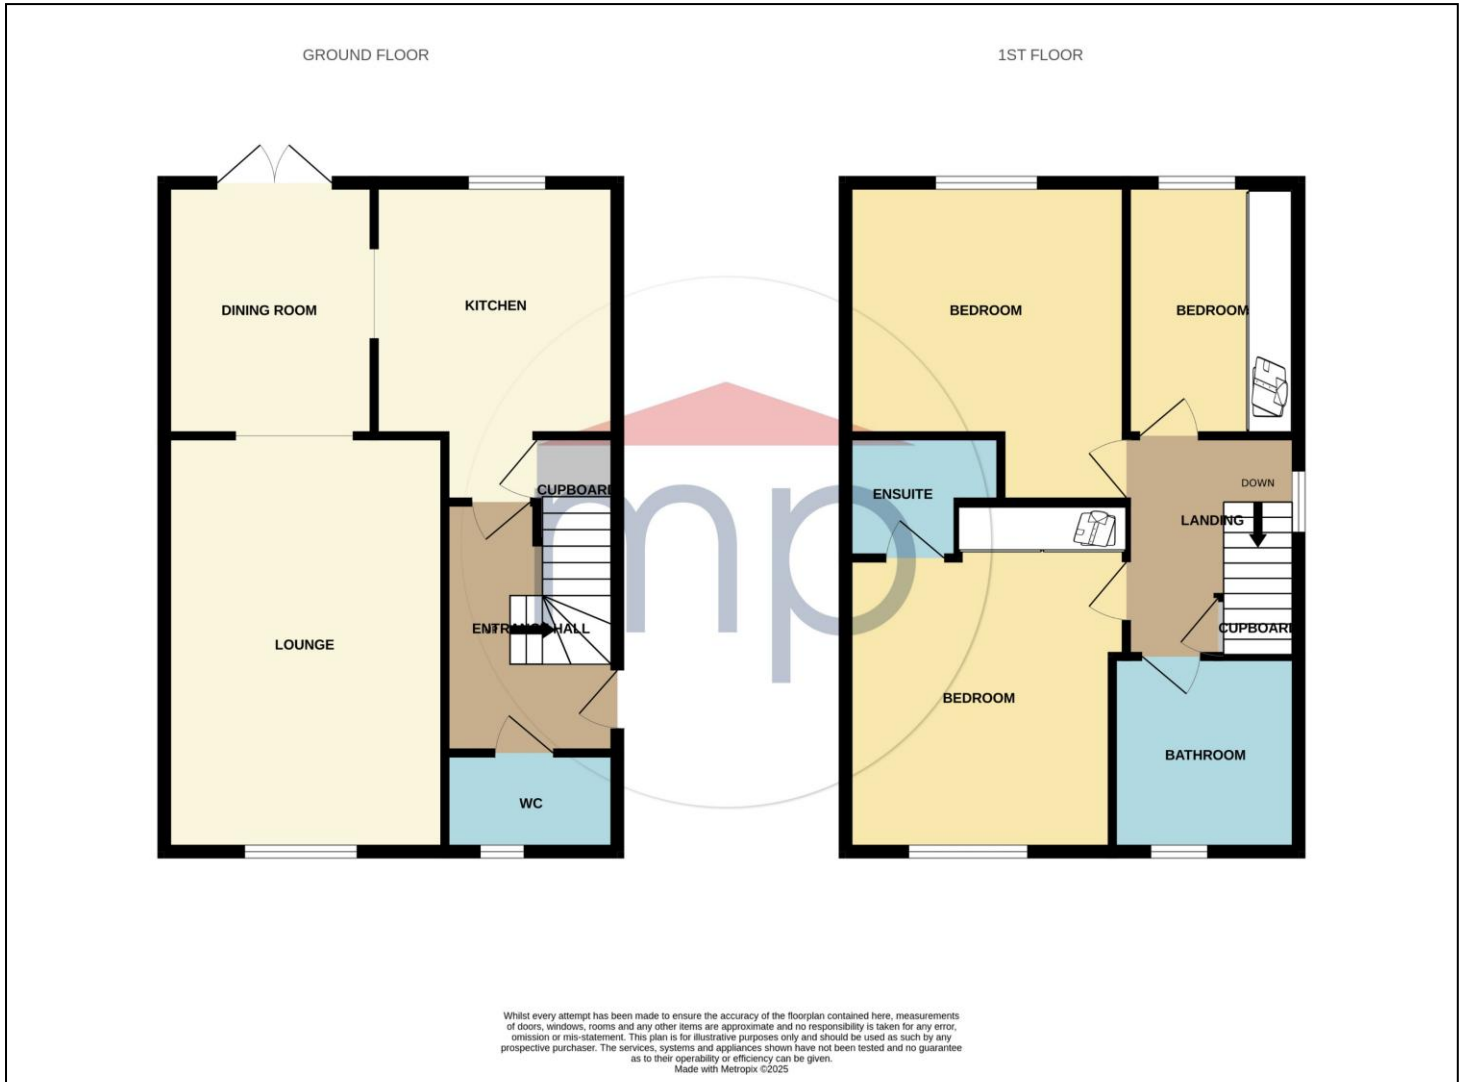 GROUND FLOOR
1ST FLOOR
DINING ROOM
KITCHEN
CUPBOARD
ENTRANCE HALL
LOUNGE
WC
BEDROOM
BEDROOM
ENSUITE
DOWN
LANDING
CUPBOARD
BEDROOM
BATHROOM
mp
Whilst every attempt has been made to ensure the accuracy of the floorplan contained here, measurements
of doors, windows, rooms and any other items are approximate and no responsibility is taken for any error,
omission or mis-statement. This plan is for illustrative purposes only and should be used as such by any
prospective purchaser. The services, systems and appliances shown have not been tested and no guarantee
as to their operability or efficiency can be given.
Made with Metropix ©2025